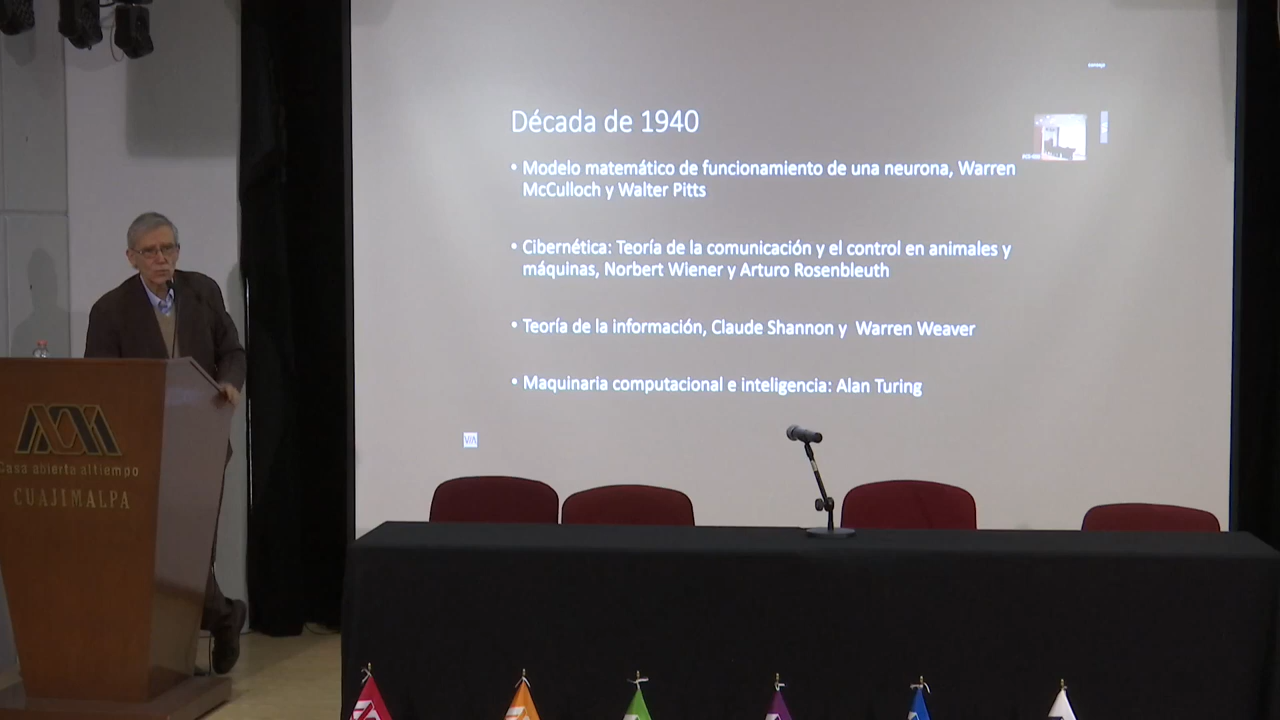 Década de 1940
• Modelo matemático de funcionamiento de una neurona, Warren
McCulloch y Walter Pitts
• Cibernética: Teoría de la comunicación y el control en animales y
máquinas, Norbert Wiener y Arturo Rosenbleuth
• Teoría de la información, Claude Shannon y Warren Weaver
• Maquinaria computacional e inteligencia: Alan Turing
Casa abierta al tiempo
CUAJIMALPA